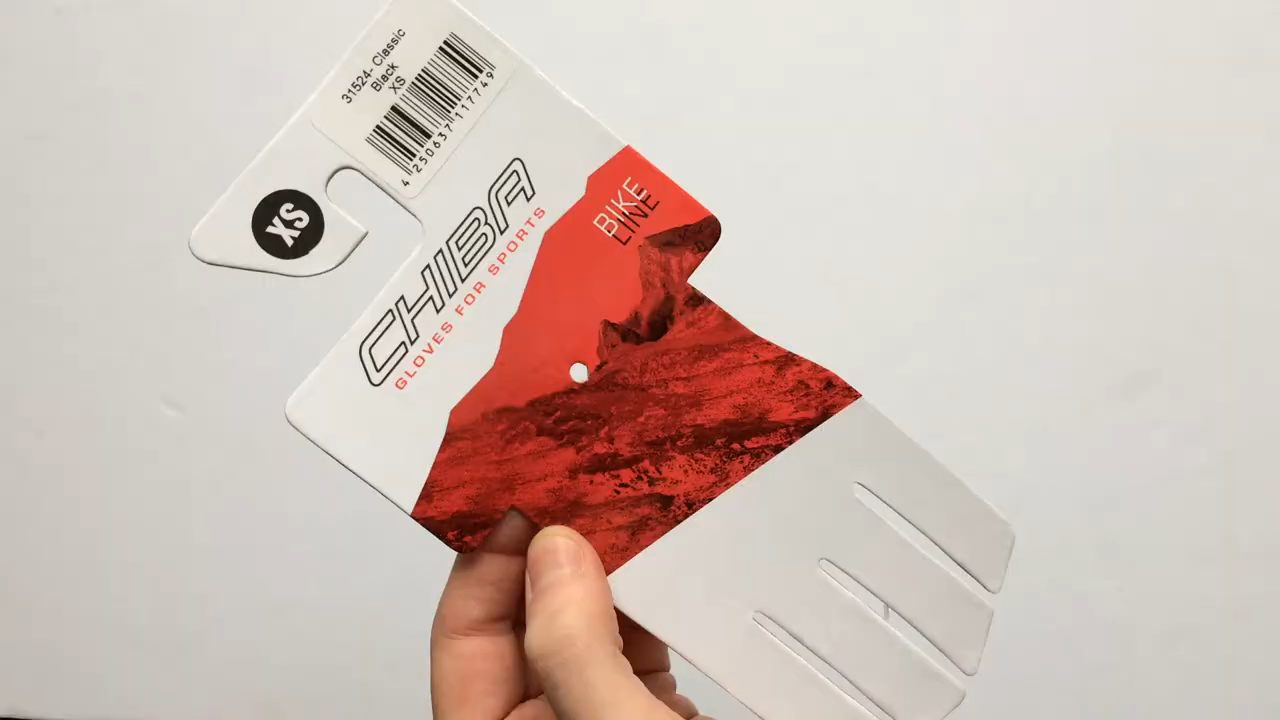 31524- Classic
Black
XS
4 250637 117749
XS
CHIBA
GLOVES FOR SPORTS
BIKE
LINE